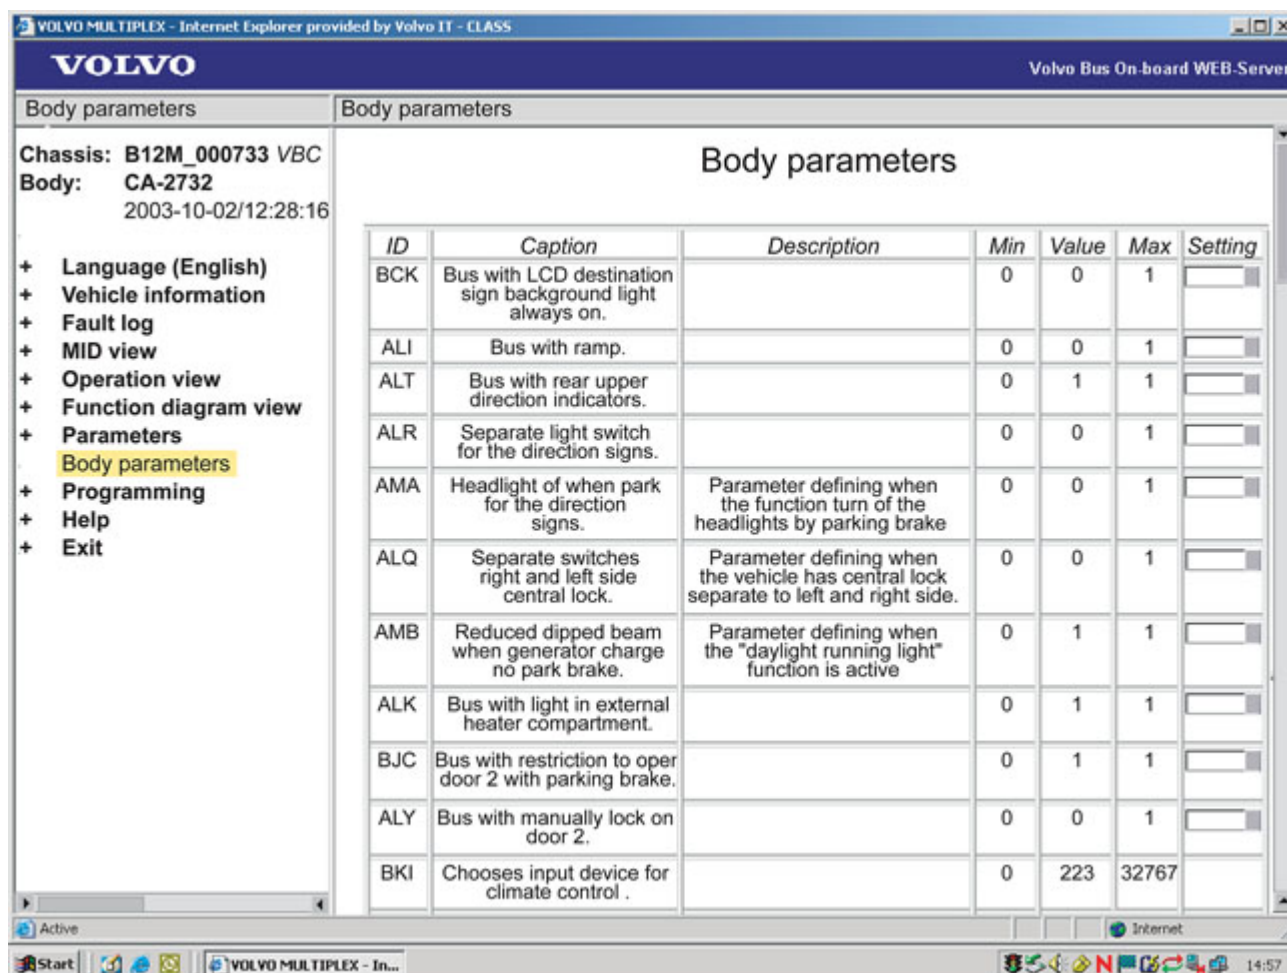 VOLVO MULTIPLEX - Internet Explorer provided by Volvo IT - CLASS
VOLVO
Volvo Bus On-board WEB-Server
Body parameters
Body parameters
Chassis: B12M_000733 VBC
Body: CA-2732
2003-10-02/12:28:16
+ Language (English)
+ Vehicle information
+ Fault log
+ MID view
+ Operation view
+ Function diagram view
+ Parameters
Body parameters
+ Programming
+ Help
+ Exit
Body parameters
ID Caption Description Min Value Max Setting
BCK Bus with LCD destination 0 0 1
sign background light
always on.
ALI Bus with ramp. 0 0 1
ALT Bus with rear upper 0 1 1
direction indicators.
ALR Separate light switch 0 0 1
for the direction signs.
AMA Headlight of when park Parameter defining when 0 0 1
for the direction the function turn of the
signs. headlights by parking brake
ALQ Separate switches Parameter defining when 0 0 1
right and left side the vehicle has central lock
central lock. separate to left and right side.
AMB Reduced dipped beam Parameter defining when 0 1 1
when generator charge the "daylight running light"
no park brake. function is active
ALK Bus with light in external 0 1 1
heater compartment.
BJC Bus with restriction to oper 0 1 1
door 2 with parking brake.
ALY Bus with manually lock on 0 0 1
door 2.
BKI Chooses input device for 0 223 32767
climate control .
Active
Internet
Start
VOLVO MULTIPLEX - In...
N
14:57